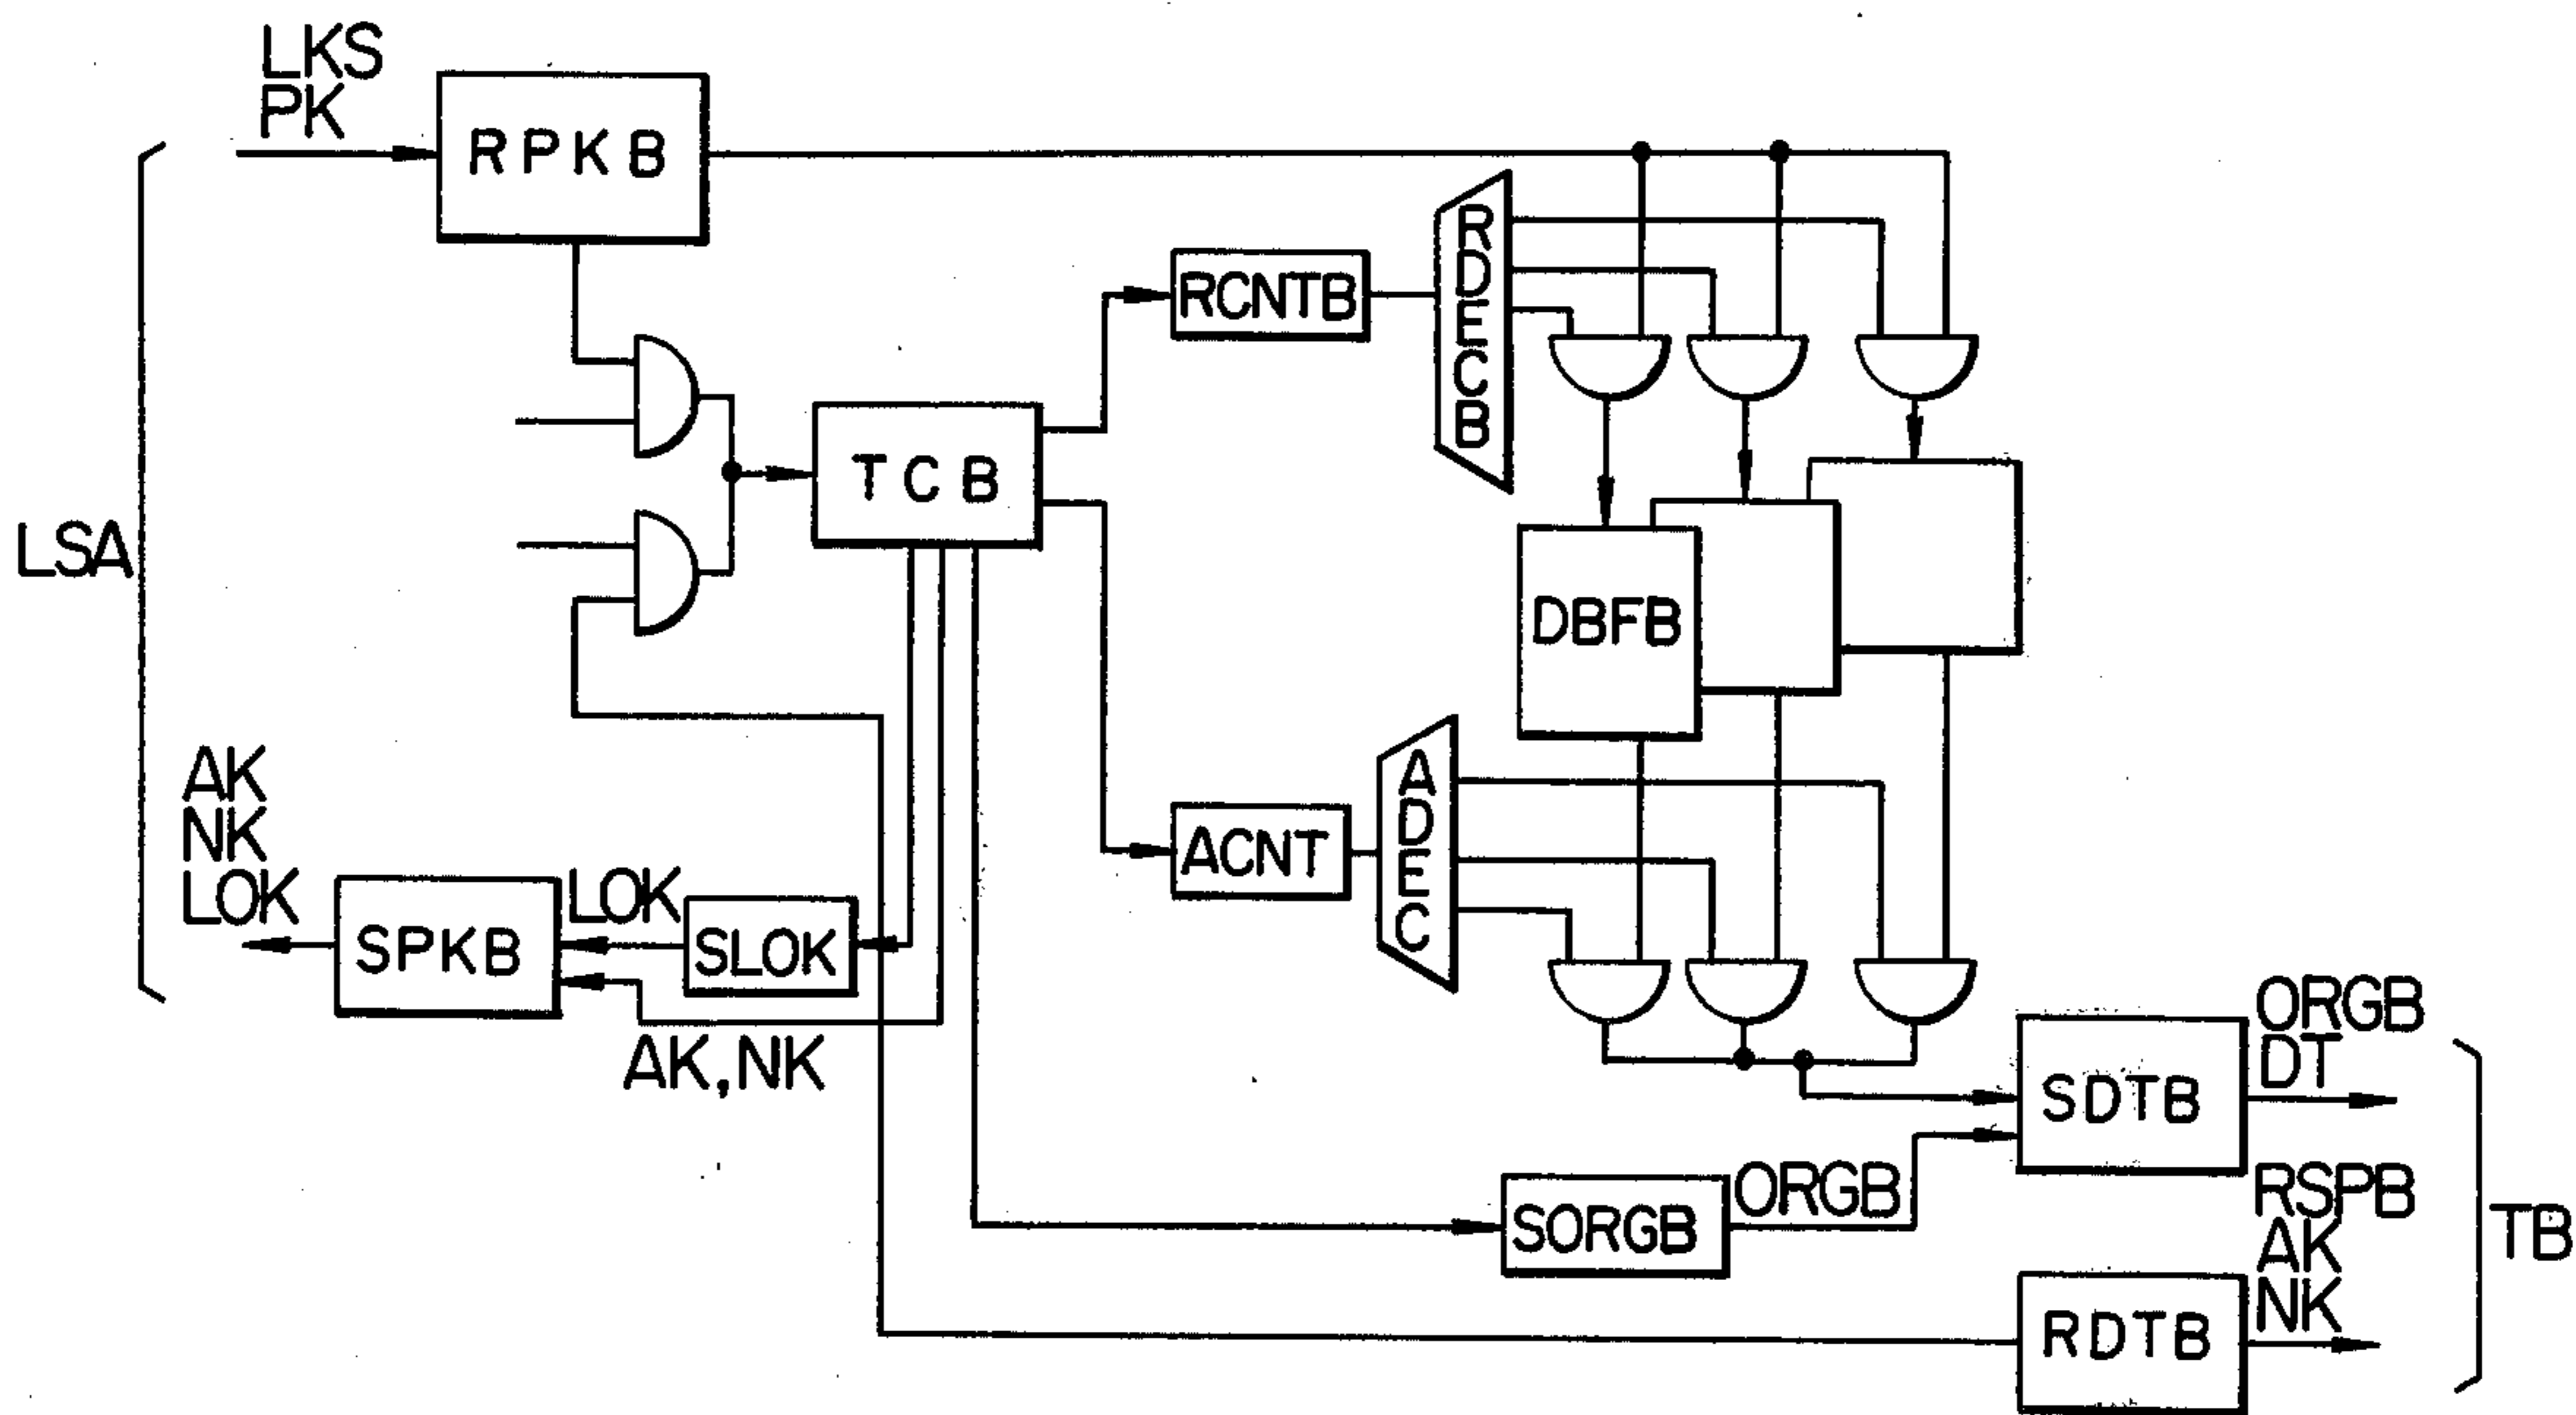 LKS
PK
RPKB
RDECB
RCNTB
TCB
LSA
DBFB
AK
NK
LOK
ADEC
ACNT
LOK
SPKB
SLOK
AK,NK
ORGB
DT
SDTB
ORGB
SORGB
RSPB
AK
NK
TB
RDTB